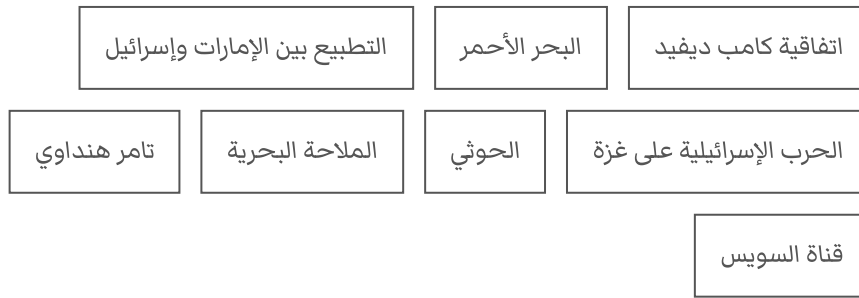 اتفاقية كامب ديفيد البحر الأحمر التطبيع بين الإمارات وإسرائيل
الحرب الإسرائيلية على غزة الحوثي الملاحة البحرية تامر هنداوي
قناة السويس